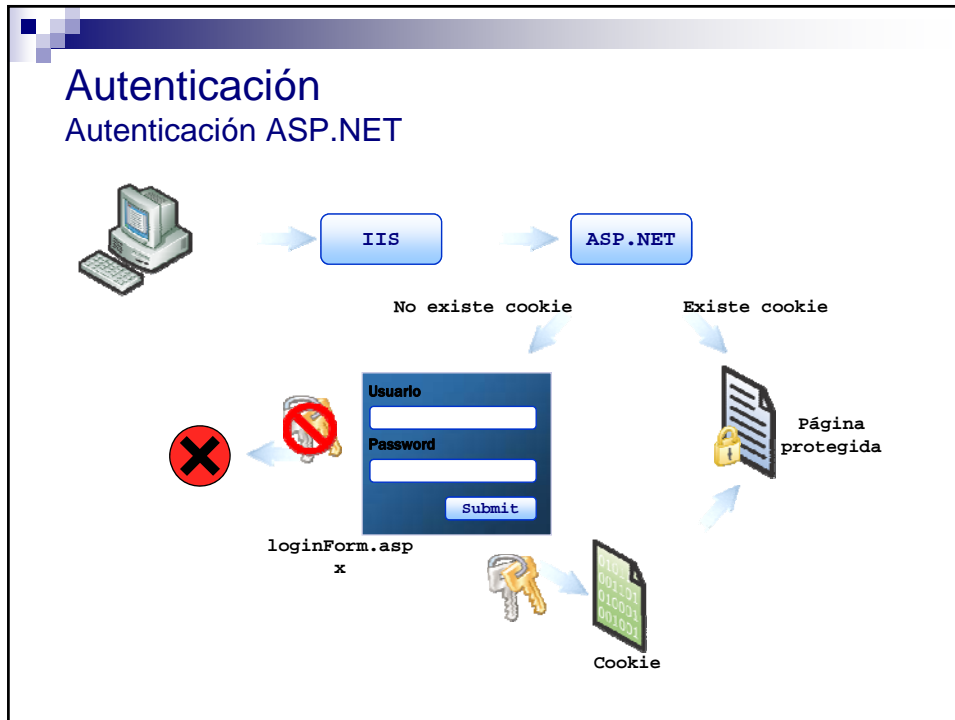 Autenticación
Autenticación ASP.NET
IIS
ASP.NET
No existe cookie
Existe cookie
Usuario
Password
Submit
Página
protegida
loginForm.asp
x
Cookie